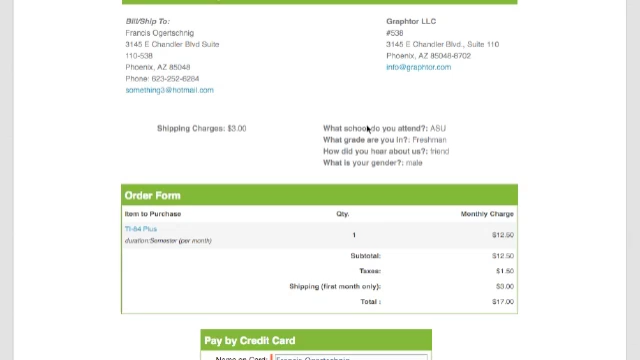 Bill/Ship To:
Francis Ogertschnig
3145 E Chandler Blvd Suite
110-538
Phoenix, AZ 85048
Phone: 623-252-6264
something3@hotmail.com
Graphtor LLC
#538
3145 E Chandler Blvd., Suite 110
Phoenix, AZ 85048-6702
info@graphtor.com
Shipping Charges: $3.00
What school do you attend?: ASU
What grade are you in?: Freshman
How did you hear about us?: friend
What is your gender?: male
Order Form
Item to Purchase Qty. Monthly Charge
TI-84 Plus
duration:Semester (per month)
1 $12.50
Subtotal: $12.50
Taxes: $1.50
Shipping (first month only): $3.00
Total : $17.00
Pay by Credit Card
Name on Card: Francis Ogertschnig